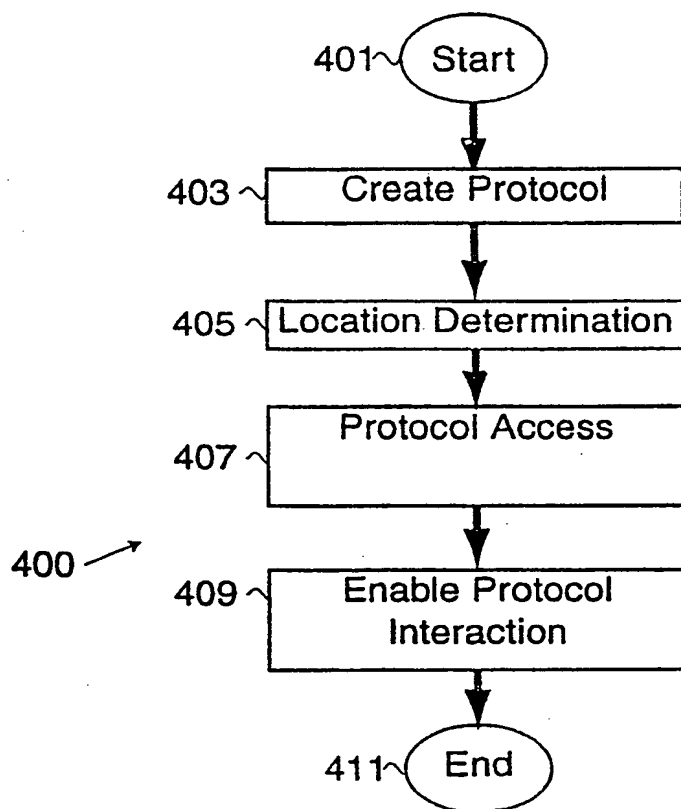 401 Start
403 Create Protocol
405 Location Determination
407 Protocol Access
400
409 Enable Protocol
Interaction
411 End